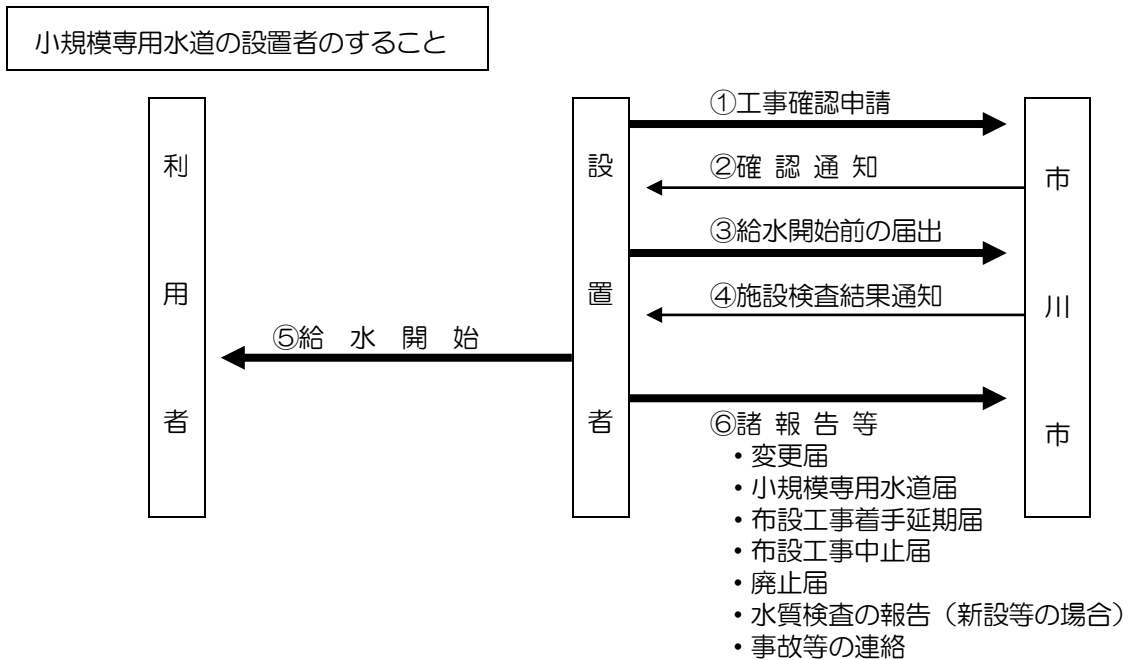 小規模専用水道の設置者のすること
利用者
設置者
市川市
①工事確認申請
②確認通知
③給水開始前の届出
④施設検査結果通知
⑤給水開始
⑥諸報告等
・変更届
・小規模専用水道届
・布設工事着手延期届
・布設工事中止届
・廃止届
・水質検査の報告（新設等の場合）
・事故等の連絡